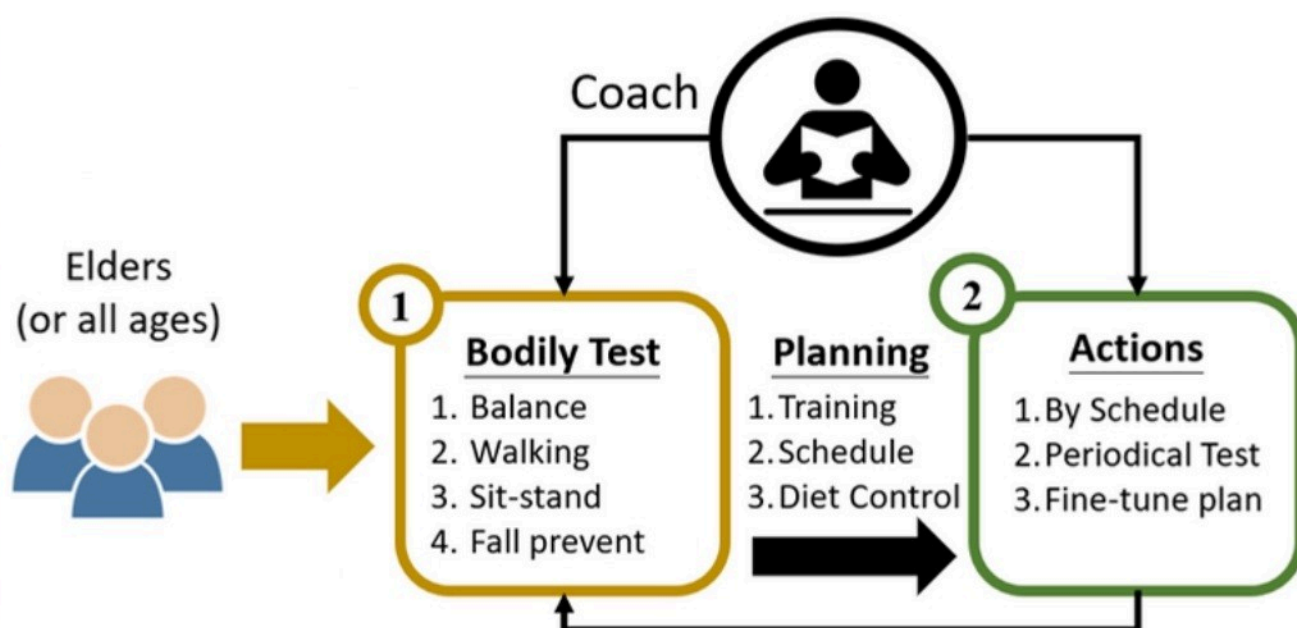 Coach
Elders
(or all ages)
1
Bodily Test
1. Balance
2. Walking
3. Sit-stand
4. Fall prevent
Planning
1. Training
2. Schedule
3. Diet Control
2
Actions
1. By Schedule
2. Periodical Test
3. Fine-tune plan